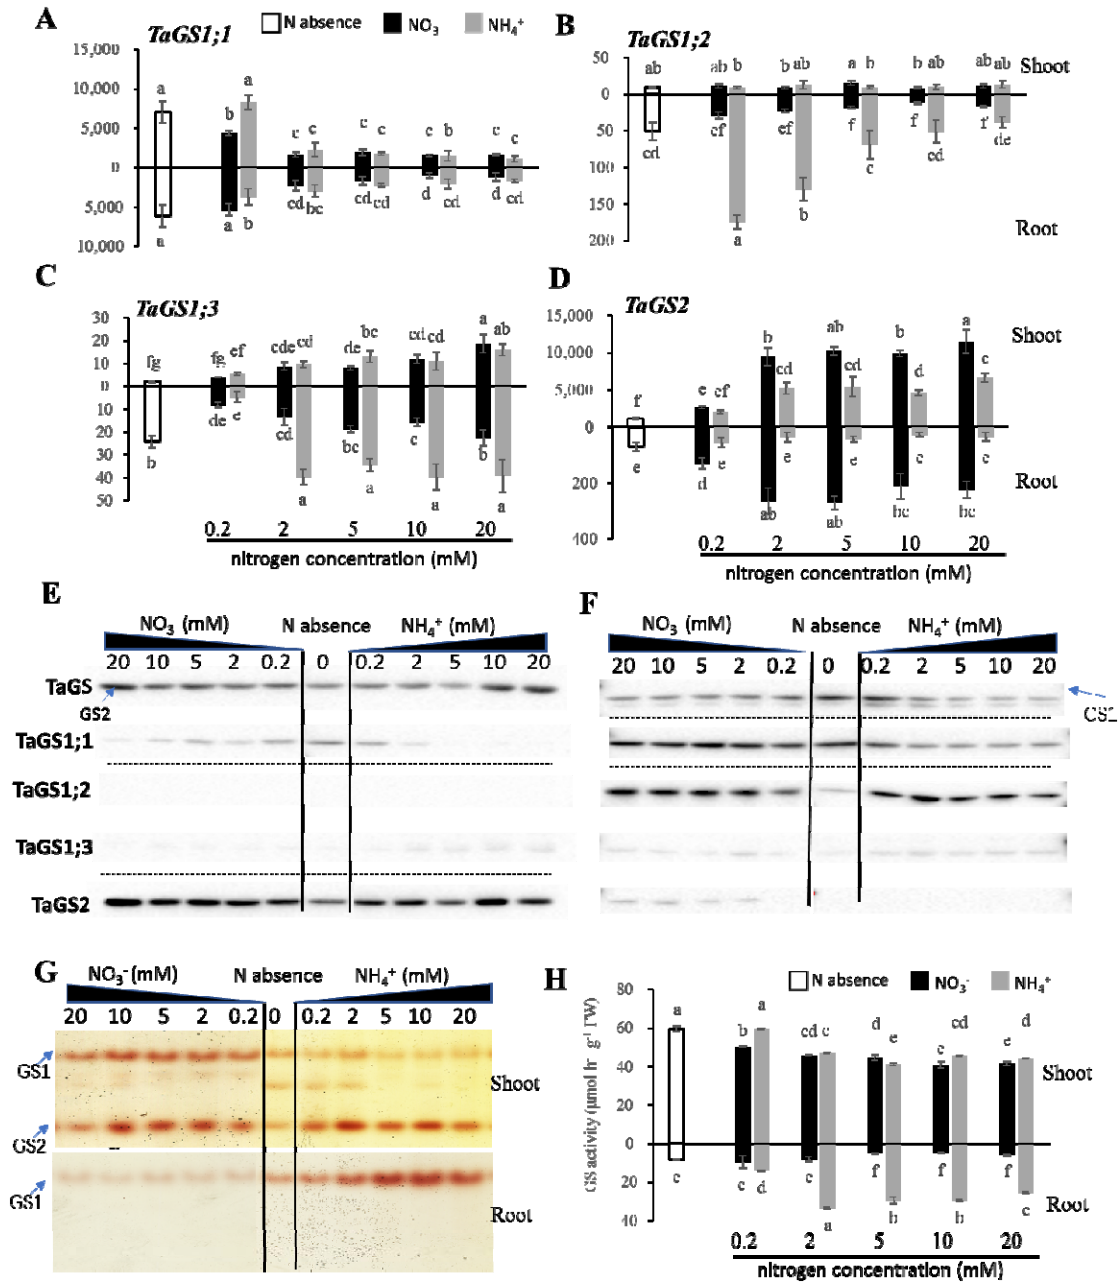 A
TaGS1;1
N absence
NO3
NH4+
15,000
10,000
5,000
0
5,000
10,000
a b a c c c c c b c c
a a b cd bc cd cd d cd d cd
B
TaGS1;2
50
0
50
100
150
200
ab ab b b ab a b b ab ab ab
Shoot
cd ef a ef b f c f cd f de
Root
C
TaGS1;3
30
20
10
0
10
20
30
40
50
fg fg ef cde cd de bc cd cd a ab
b de e cd a bc a c a b a
0.2 2 5 10 20
nitrogen concentration (mM)
D
TaGS2
15,000
10,000
5,000
0
200
400
f e ef b cd ab cd b d a c
Shoot
e d e ab e ab e bc c bc c
Root
0.2 2 5 10 20
nitrogen concentration (mM)
E
NO3 (mM) N absence NH4+ (mM)
20 10 5 2 0.2 0 0.2 2 5 10 20
TaGS
GS2
TaGS1;1
TaGS1;2
TaGS1;3
TaGS2
F
NO3 (mM) N absence NH4+ (mM)
20 10 5 2 0.2 0 0.2 2 5 10 20
G
NO3-(mM) N absence NH4+ (mM)
20 10 5 2 0.2 0 0.2 2 5 10 20
GS1
Shoot
GS2
GS1
Root
H
N absence
NO3-
NH4+
GS activity (μmol hr- g-1 FW)
80
60
40
20
0
20
40
a b a cd c d e c cd e d
Shoot
c c d c a f b f b f c
Root
0.2 2 5 10 20
nitrogen concentration (mM)